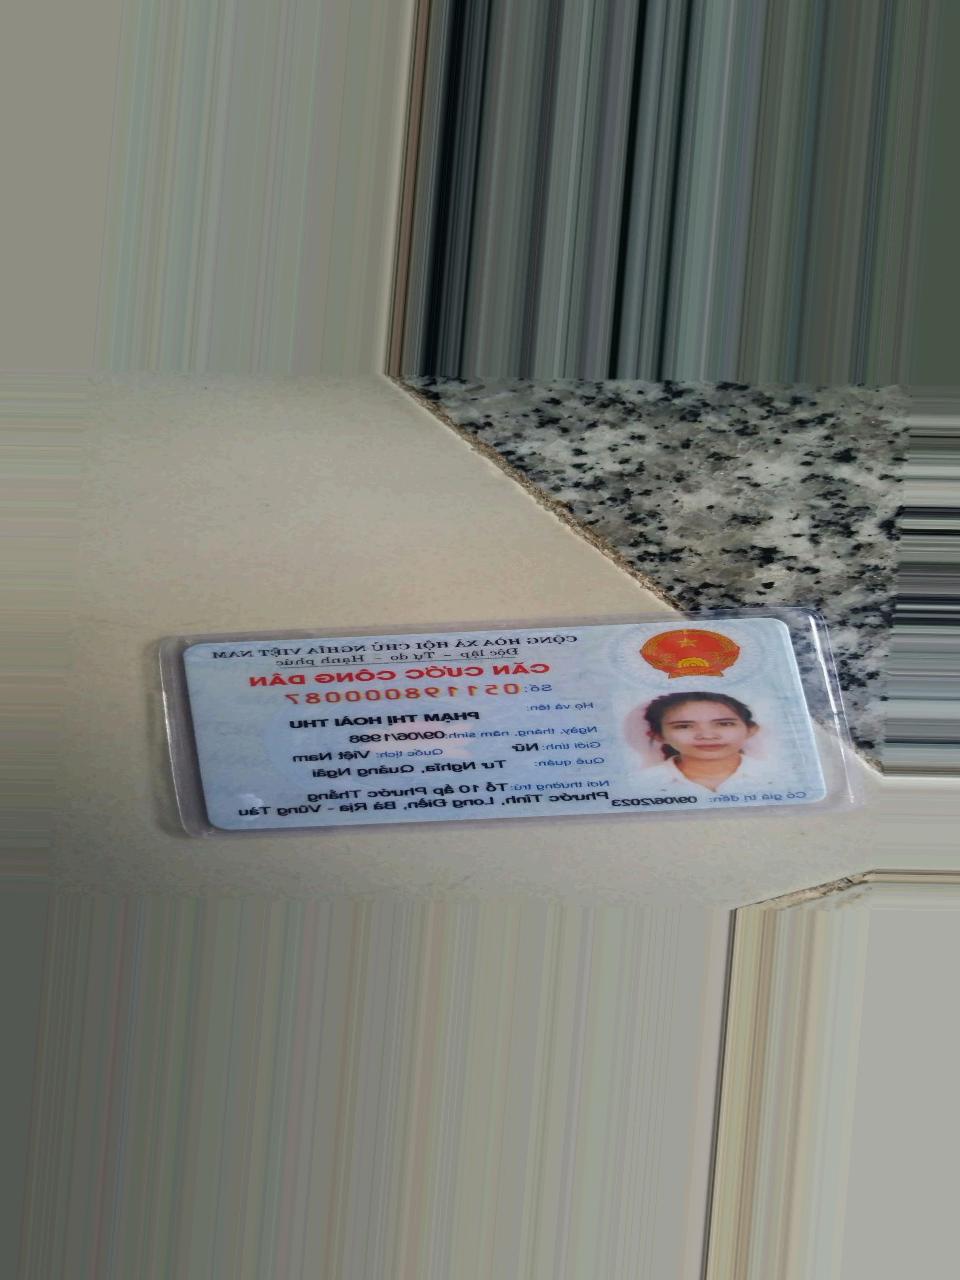 CỘNG HÒA XÃ HỘI CHỦ NGHĨA VIỆT NAM
Độc lập - Tự do - Hạnh phúc
CĂN CƯỚC CÔNG DÂN
Số: 051198000087
Họ và tên:
PHẠM THỊ HOÀI THU
Ngày, tháng, năm sinh: 09/06/1998
Giới tính: Nữ Quốc tịch: Việt Nam
Quê quán: Tư Nghĩa, Quảng Ngãi
Nơi thường trú: Tổ 10 ấp Phước Thắng
Phước Tỉnh, Long Điền, Bà Rịa - Vũng Tàu
Có giá trị đến: 09/06/2023